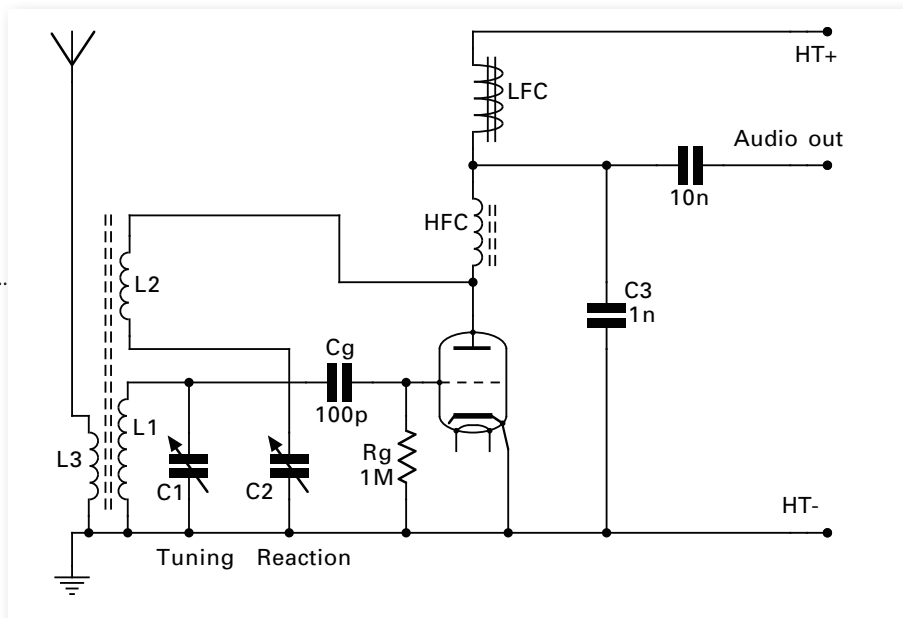 HT+
LFC
Audio out
10n
HFC
L2
C3
1n
Cg
100p
L1
L3
Rg
1M
C1
C2
HT-
Tuning
Reaction